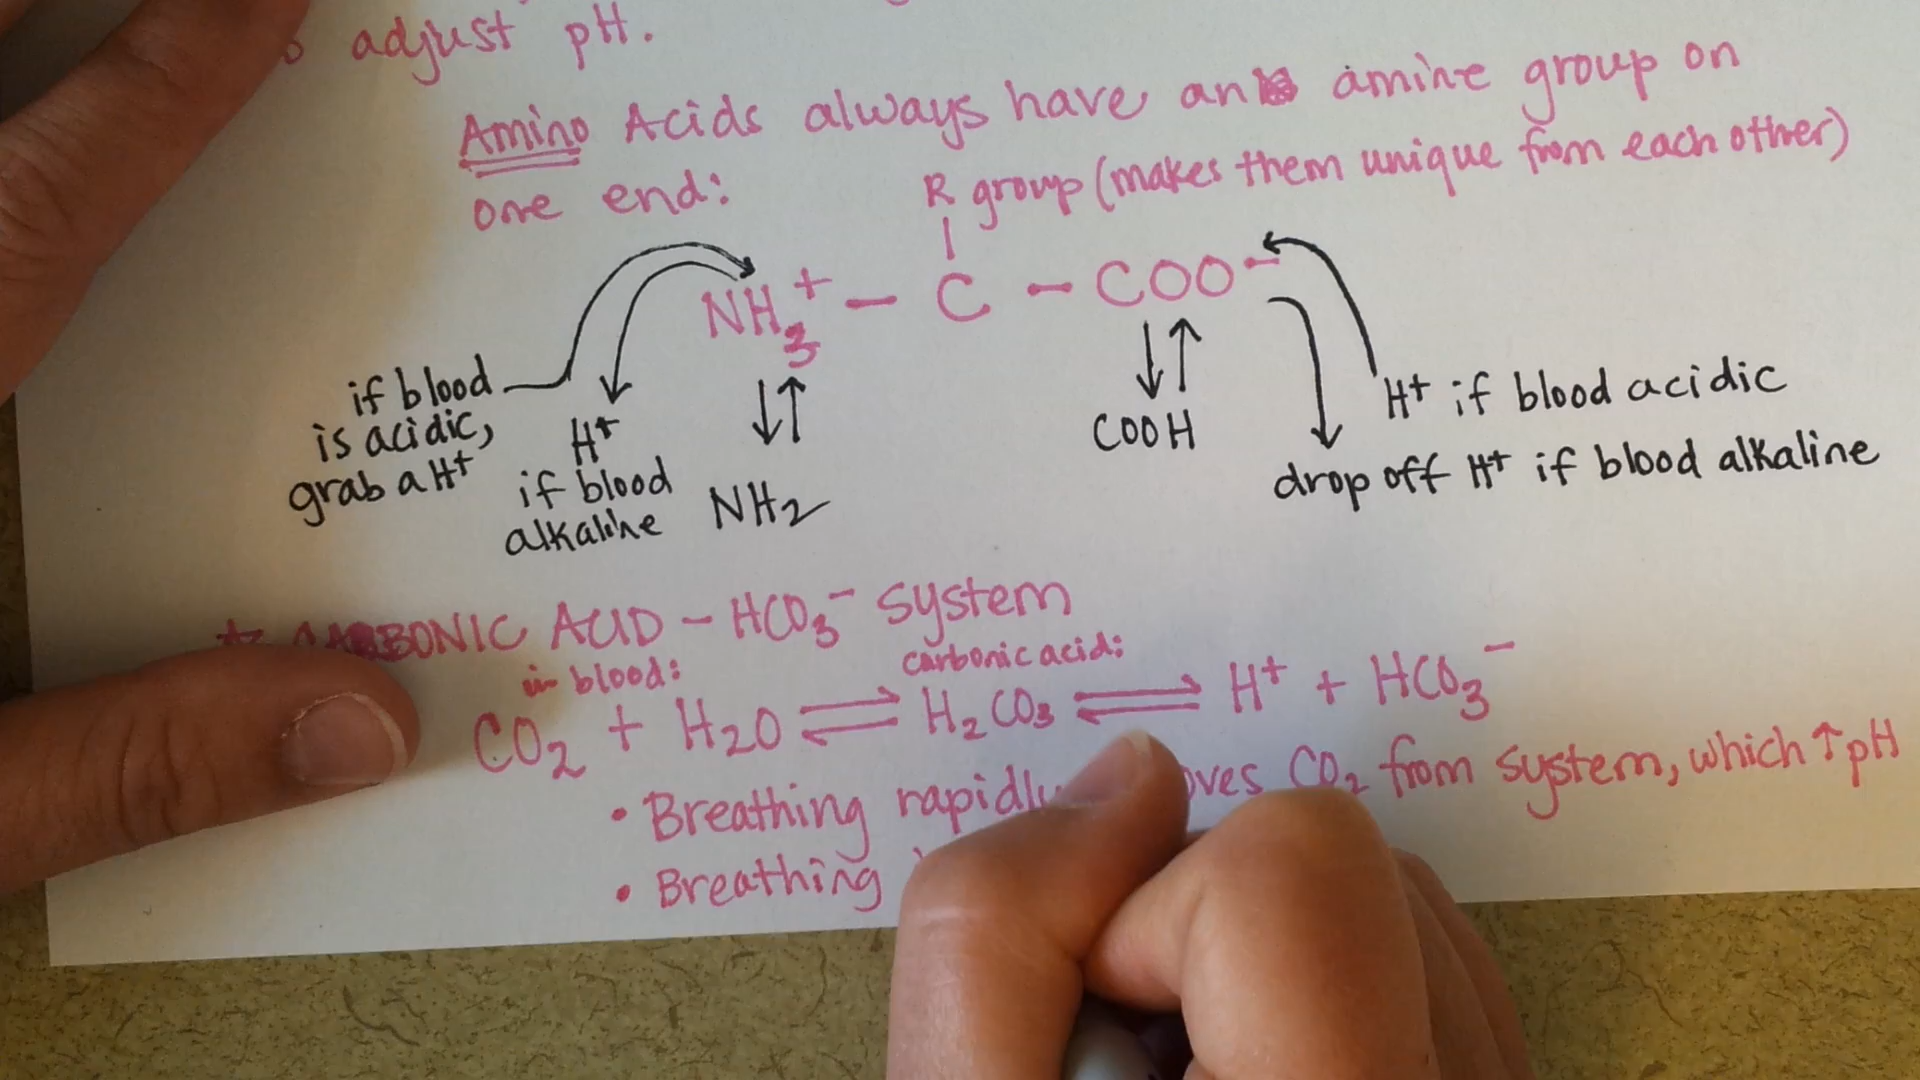 adjust pH.
Amino Acids always have an amine group on
one end:
R group (makes them unique from each other)
NH3+ – C – COO-
if blood
is acidic,
grab a H+
H+
if blood
alkaline
NH2
COOH
H+ if blood acidic
drop off H+ if blood alkaline
CARBONIC ACID – HCO3- system
in blood:
carbonic acid:
CO2 + H2O ⇌ H2CO3 ⇌ H+ + HCO3-
• Breathing rapidly CO2 from system, which ↑ pH
• Breathing